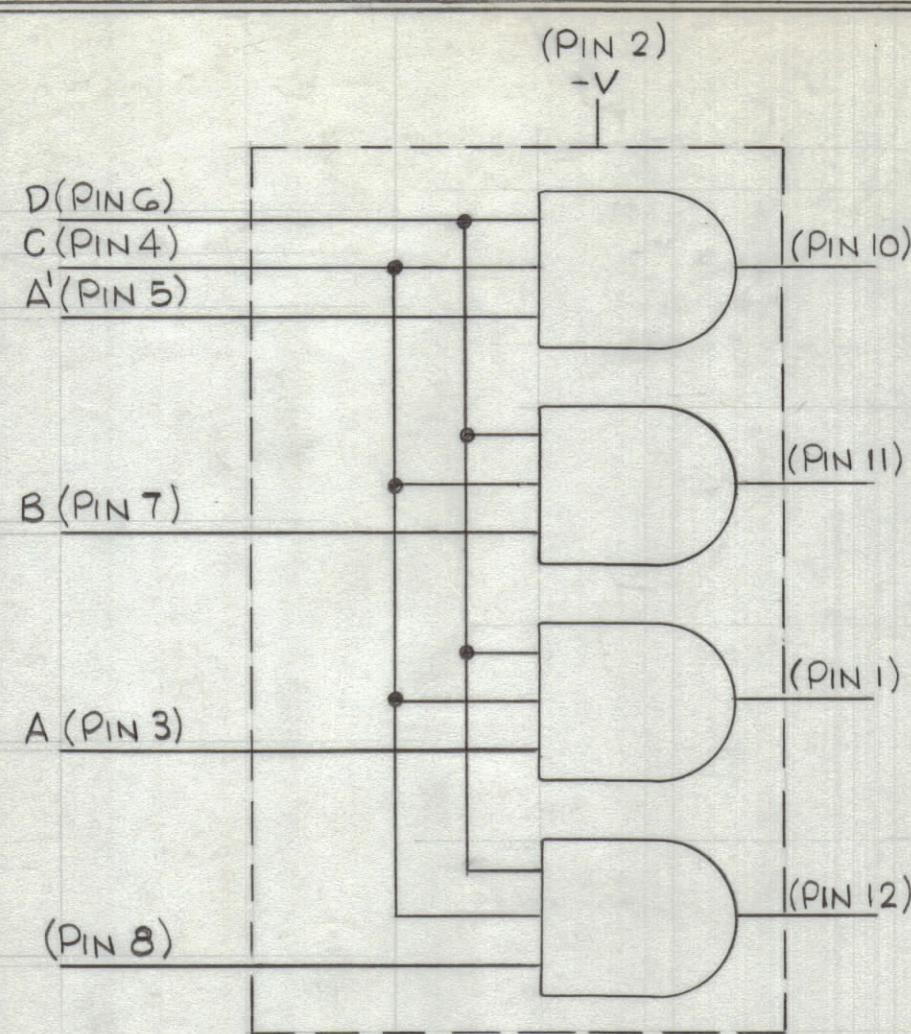 (PIN 2)
-V
D (PIN 6)
C (PIN 4)
A' (PIN 5)
(PIN 10)
B (PIN 7)
(PIN 11)
A (PIN 3)
(PIN 1)
(PIN 8)
(PIN 12)